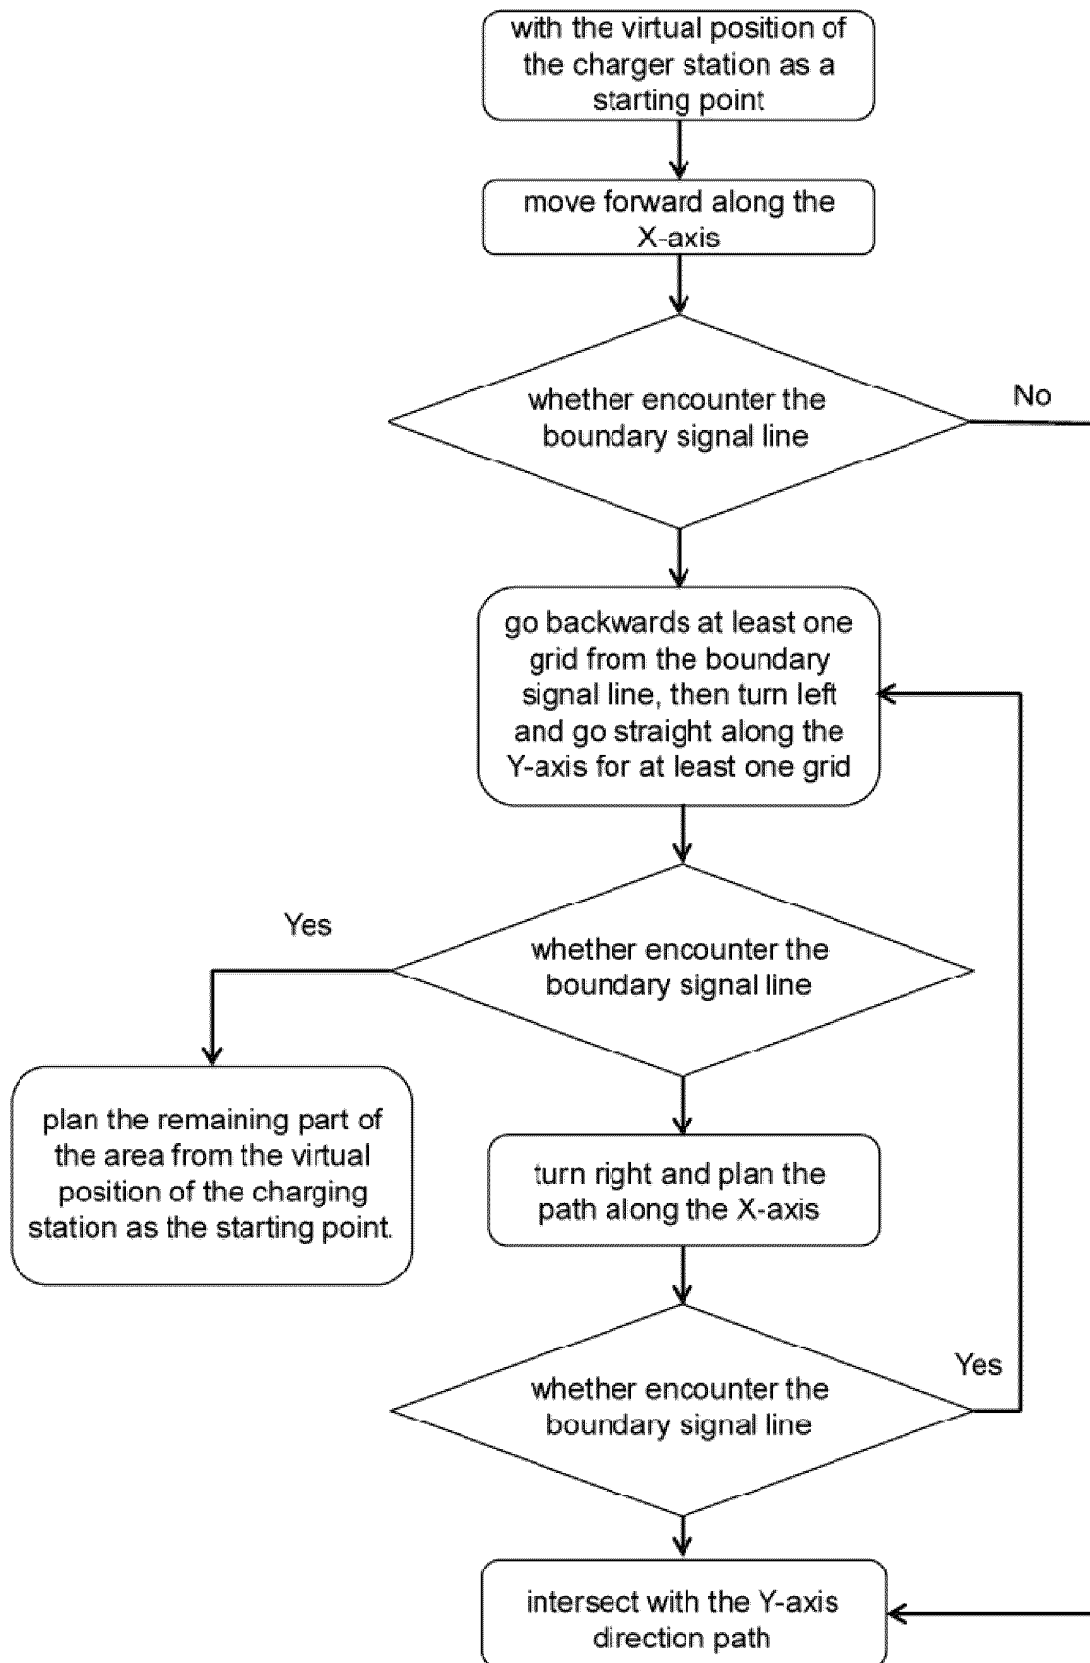 with the virtual position of
the charger station as a
starting point
move forward along the
X-axis
whether encounter the
boundary signal line
No
go backwards at least one
grid from the boundary
signal line, then turn left
and go straight along the
Y-axis for at least one grid
Yes
whether encounter the
boundary signal line
plan the remaining part of
the area from the virtual
position of the charging
station as the starting point.
turn right and plan the
path along the X-axis
Yes
whether encounter the
boundary signal line
intersect with the Y-axis
direction path